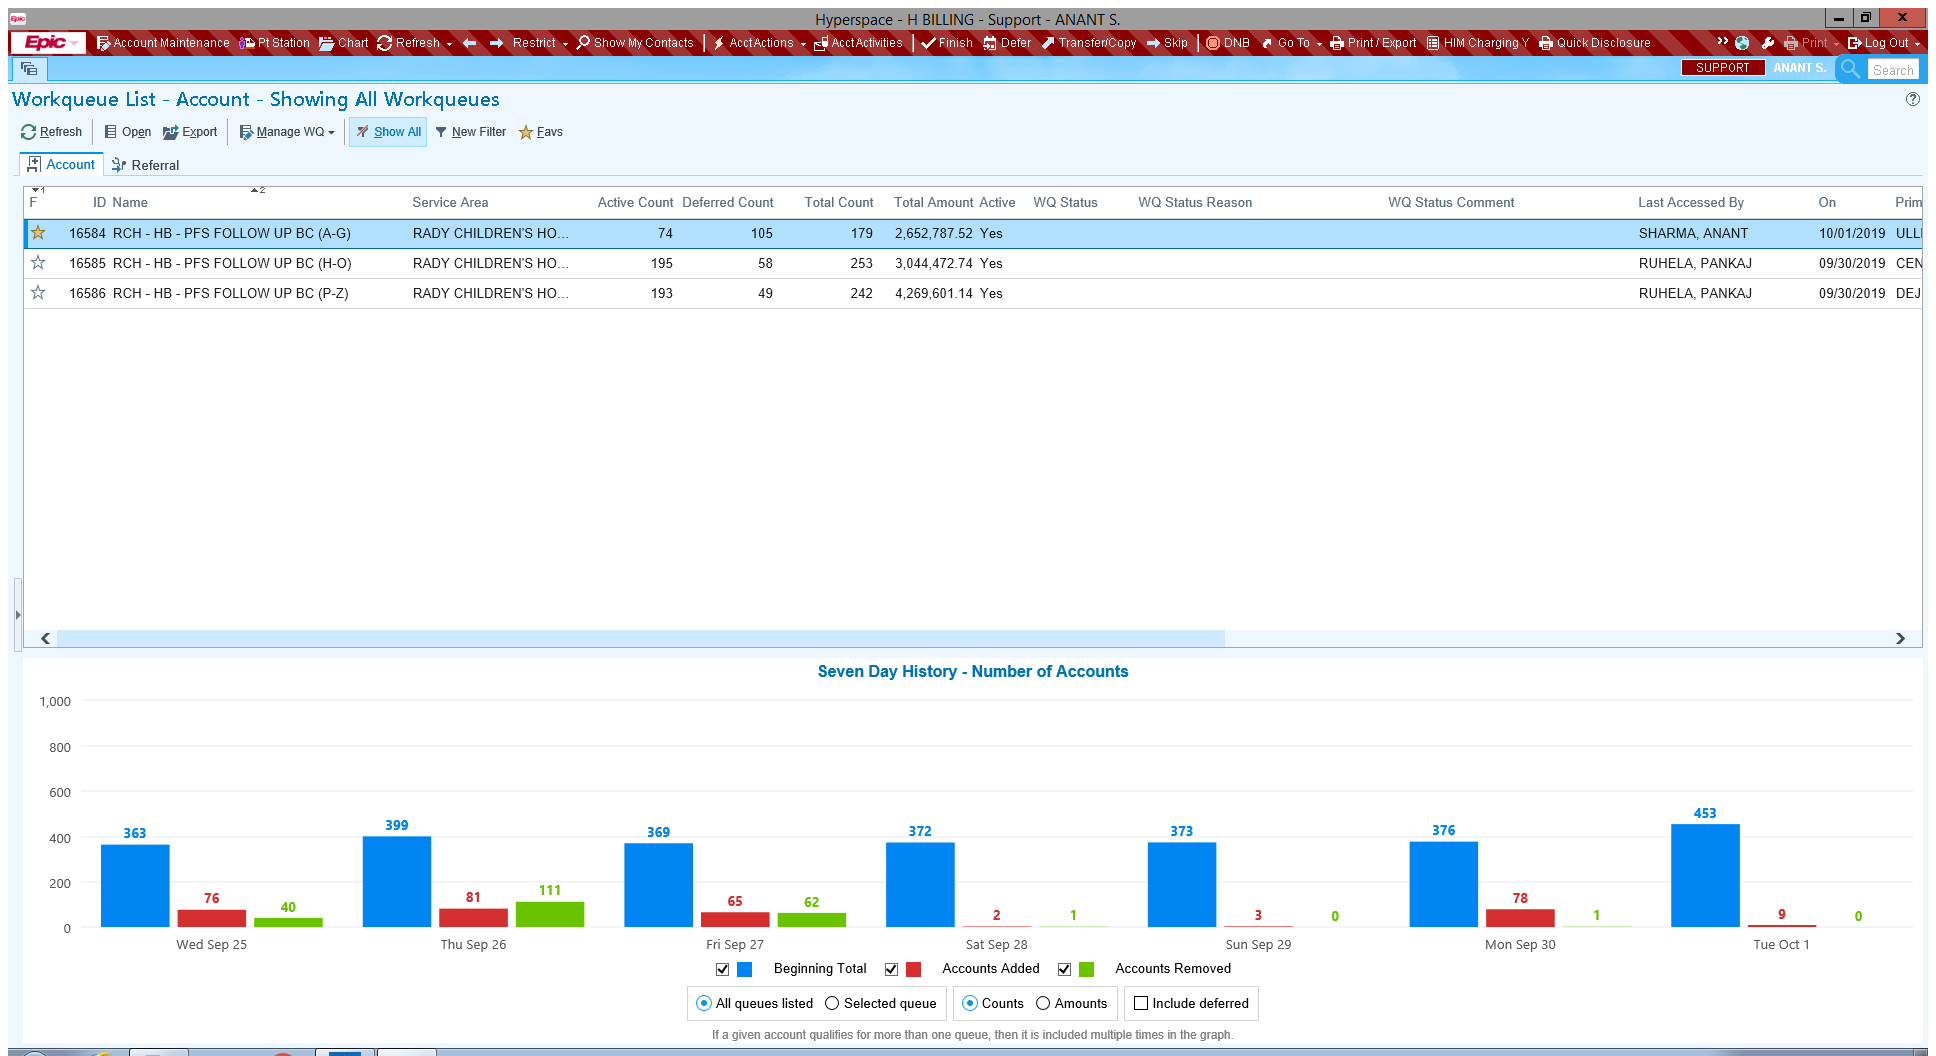 Epic Hyperspace - H BILLING - Support - ANANT S.
Epic Account Maintenance Pt Station Chart Refresh Restrict Show My Contacts AcctActions AcctActivities Finish Defer Transfer/Copy Skip DNB Go To Print / Export HIM Charging Y Quick Disclosure Print Log Out
SUPPORT ANANT S. Search
Workqueue List - Account - Showing All Workqueues
Refresh Open Export Manage WQ Show All New Filter Favs
Account Referral
1 2
F ID Name Service Area Active Count Deferred Count Total Count Total Amount Active WQ Status WQ Status Reason WQ Status Comment Last Accessed By On Prim
16584 RCH - HB - PFS FOLLOW UP BC (A-G) RADY CHILDREN'S HO... 74 105 179 2,652,787.52 Yes SHARMA, ANANT 10/01/2019 ULLI
16585 RCH - HB - PFS FOLLOW UP BC (H-O) RADY CHILDREN'S HO... 195 58 253 3,044,472.74 Yes RUHELA, PANKAJ 09/30/2019 CEN
16586 RCH - HB - PFS FOLLOW UP BC (P-Z) RADY CHILDREN'S HO... 193 49 242 4,269,601.14 Yes RUHELA, PANKAJ 09/30/2019 DEJ
Seven Day History - Number of Accounts
1,000
800
600
400
200
0
363 76 40
399 81 111
369 65 62
372 2 1
373 3 0
376 78 1
453 9 0
Wed Sep 25 Thu Sep 26 Fri Sep 27 Sat Sep 28 Sun Sep 29 Mon Sep 30 Tue Oct 1
Beginning Total Accounts Added Accounts Removed
All queues listed Selected queue Counts Amounts Include deferred
If a given account qualifies for more than one queue, then it is included multiple times in the graph.